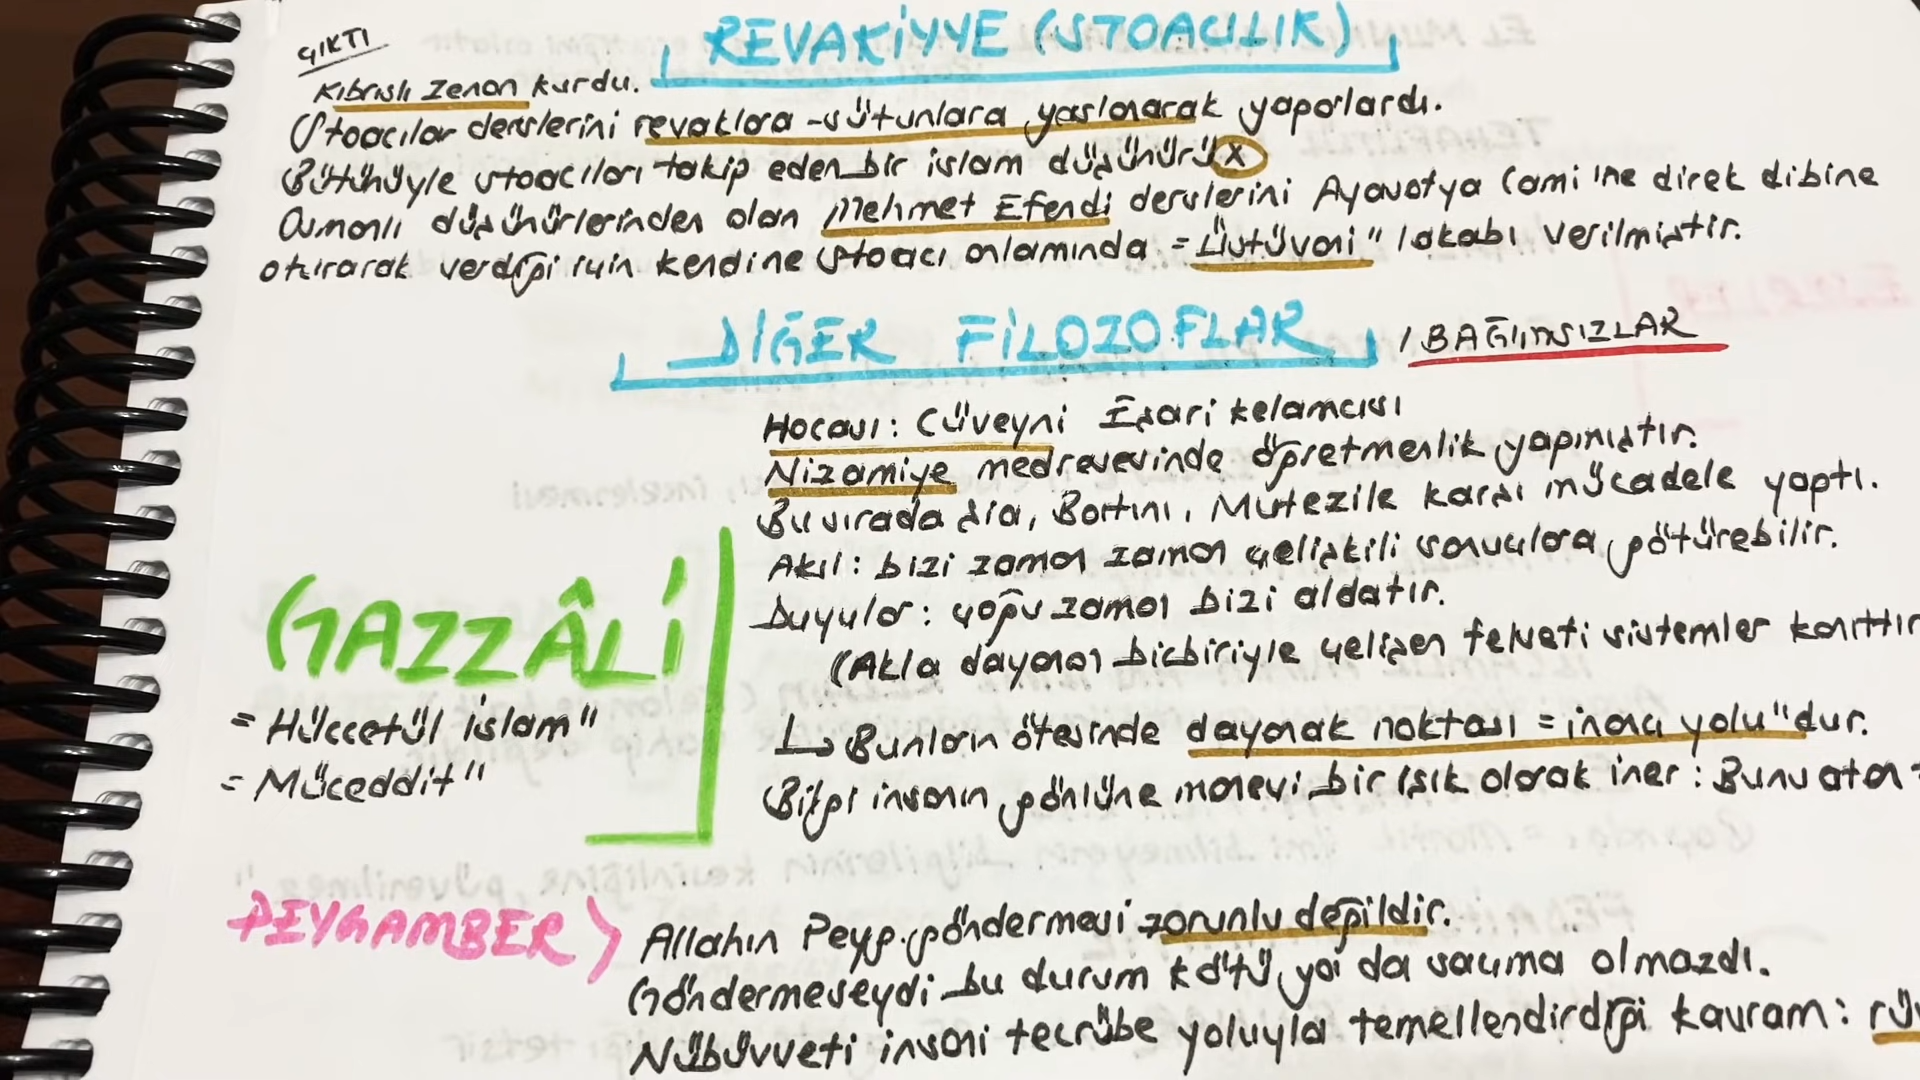 ÇIKTI
REVAKİYYE (STOACILIK)
Kıbrıslı Zenon kurdu.
Stoacılar derslerini revaklara -sütunlara yaslanarak yaparlardı.
Bütünüyle stoacıları takip eden bir islam düşünürü x
Osmanlı düşünürlerinden olan Mehmet Efendi derslerini Ayasofya Cami'ne direk dibine
oturarak verdiği için kendine stoacı anlamında "Üstüvani" lakabı verilmiştir.
DİĞER FİLOZOFLAR / BAĞIMSIZLAR
Hocası: Cüveyni Eşari kelamcısı
Nizamiye medresesinde öğretmenlik yapmıştır.
Bu sırada şia, Batıni, Mutezile karşı mücadele yaptı.
Akıl: bizi zaman zaman çelişkili sonuçlara götürebilir.
Duyular: çoğu zaman bizi aldatır.
(Akla dayanan birbiriyle çelişen felsefi sistemler kanıttır
GAZZÂLİ
"Hüccetül İslam"
"Müceddit"
↳ Bunların ötesinde dayanak noktası "inanç yolu"dur.
Bilgi insanın gönlüne manevi bir ışık olarak iner: Bunu atan
PEYGAMBER > Allahın Peyg. göndermesi zorunlu değildir.
Göndermeseydi bu durum kötü ya da saçma olmazdı.
Nübüvveti insani tecrübe yoluyla temellendirdiği kavram: